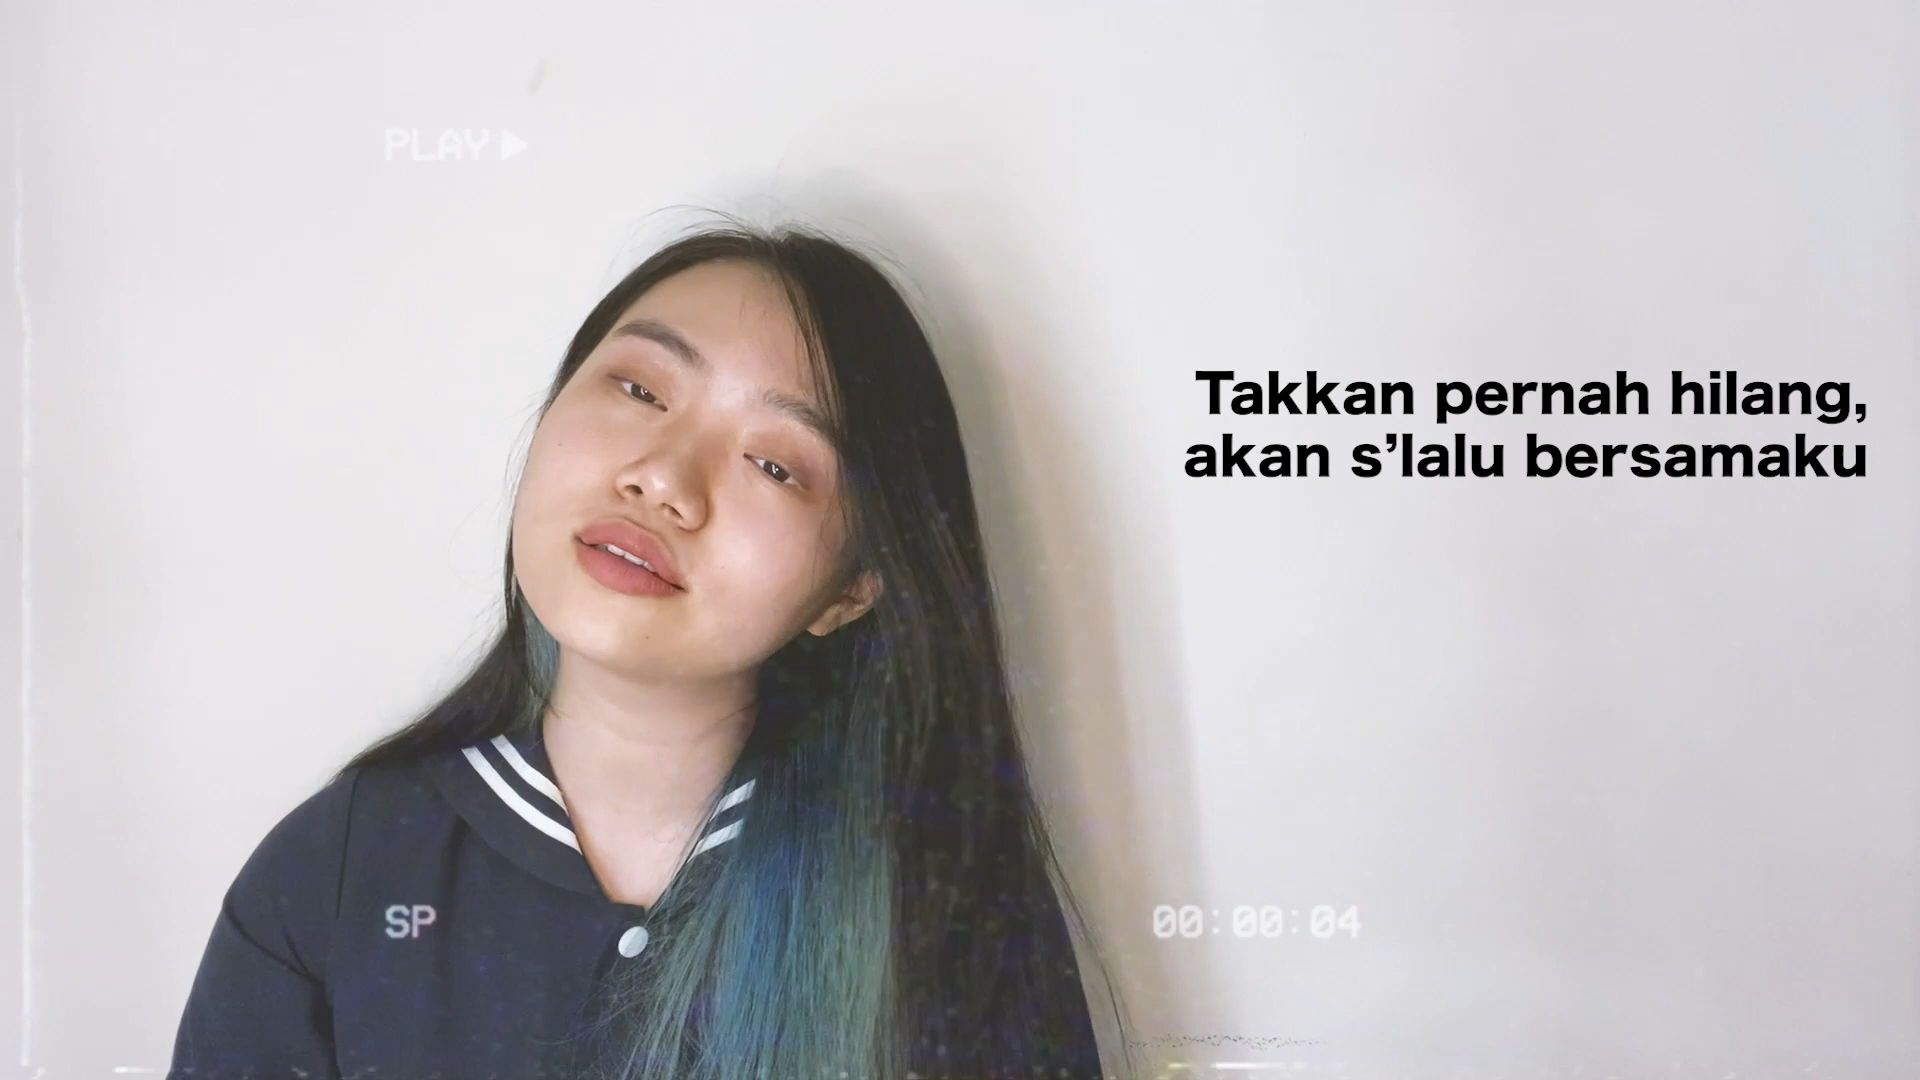 PLAY
Takkan pernah hilang,
akan s’lalu bersamaku
SP
00:00:04